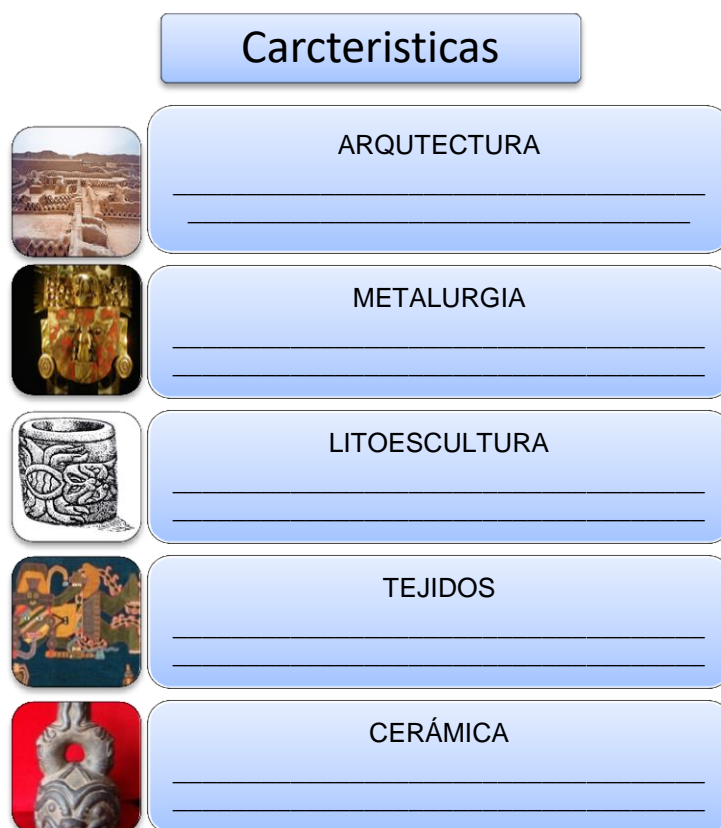 Carcteristicas
ARQUTECTURA
METALURGIA
LITOESCULTURA
TEJIDOS
CERÁMICA